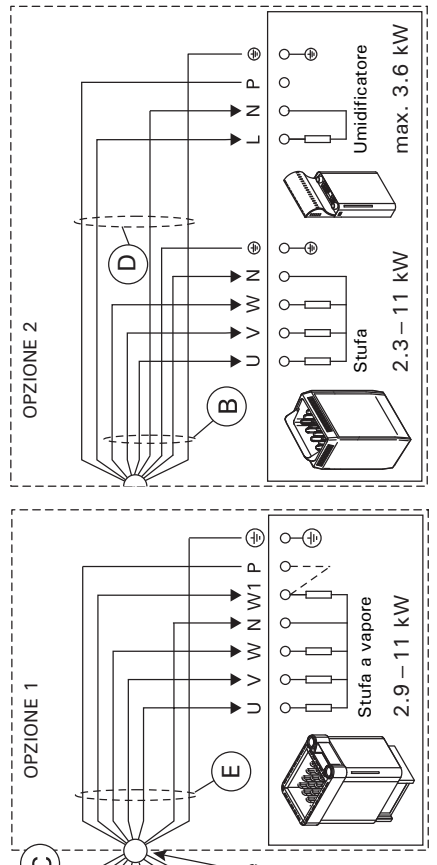 OPZIONE 2
D
B
U V W N
L N P
Stufa
2.3 – 11 kW
Umidificatore
max. 3.6 kW
OPZIONE 1
C
E
U V W N W1 P
Stufa a vapore
2.9 – 11 kW